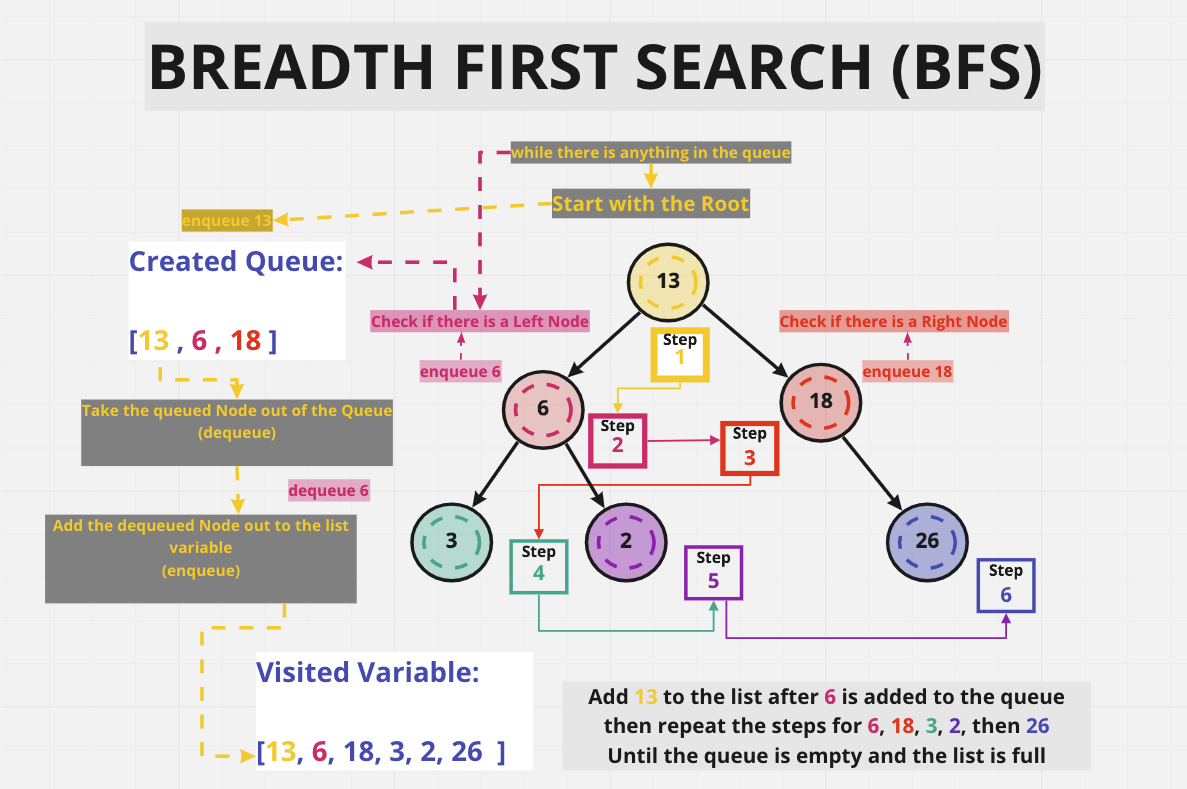 BREADTH FIRST SEARCH (BFS)
while there is anything in the queue
Start with the Root
enqueue 13
Created Queue:
[13 , 6 , 18 ]
13
Check if there is a Left Node
Check if there is a Right Node
enqueue 6
enqueue 18
Step
1
6
18
Step
2
Step
3
Take the queued Node out of the Queue
(dequeue)
dequeue 6
Add the dequeued Node out to the list
variable
(enqueue)
3
2
26
Step
4
Step
5
Step
6
Visited Variable:
[13, 6, 18, 3, 2, 26 ]
Add 13 to the list after 6 is added to the queue
then repeat the steps for 6, 18, 3, 2, then 26
Until the queue is empty and the list is full